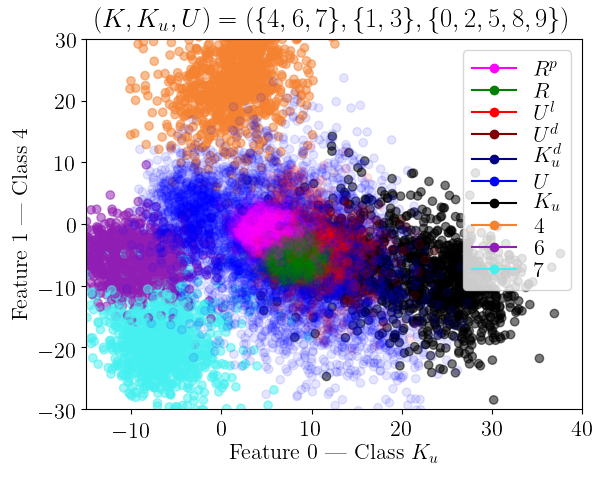 (K, K_u, U) = ({4, 6, 7}, {1, 3}, {0, 2, 5, 8, 9})
30
20
10
0
−10
−20
−30
Feature 1 — Class 4
R^p
R
U^l
U^d
K_u^d
U
K_u
4
6
7
−10
0
10
20
30
40
Feature 0 — Class K_u